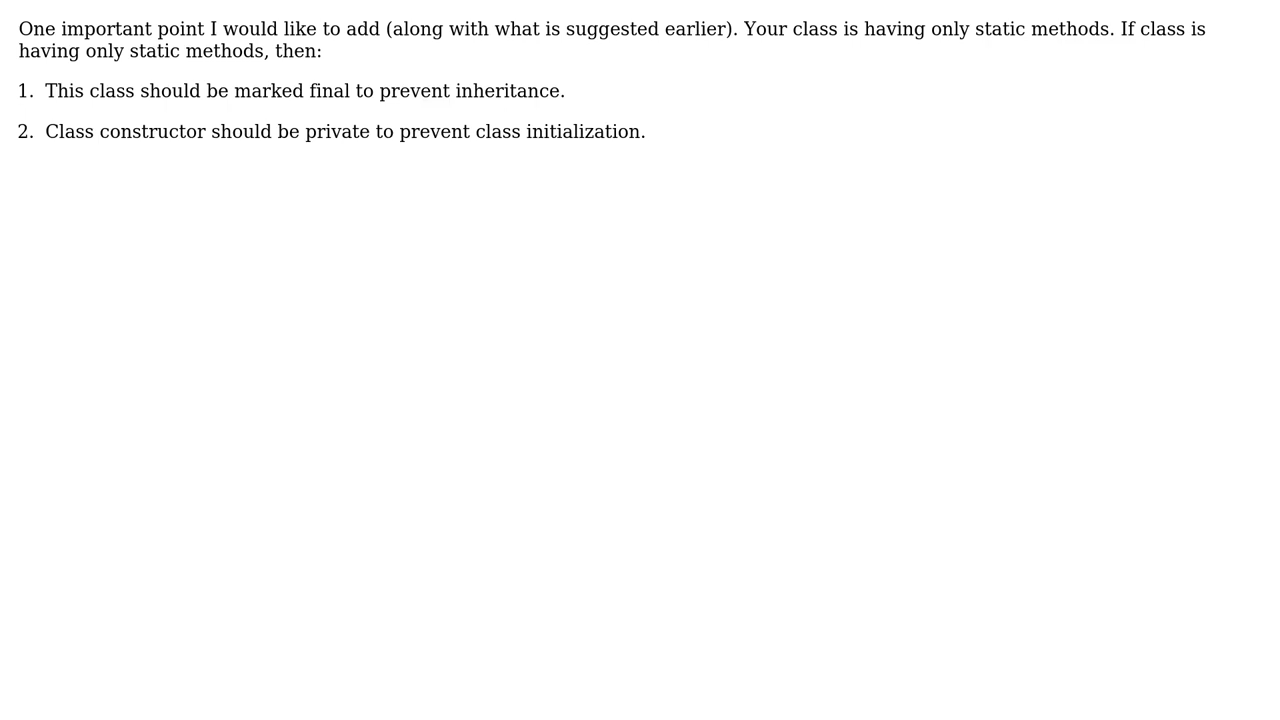 One important point I would like to add (along with what is suggested earlier). Your class is having only static methods. If class is
having only static methods, then:
1. This class should be marked final to prevent inheritance.
2. Class constructor should be private to prevent class initialization.